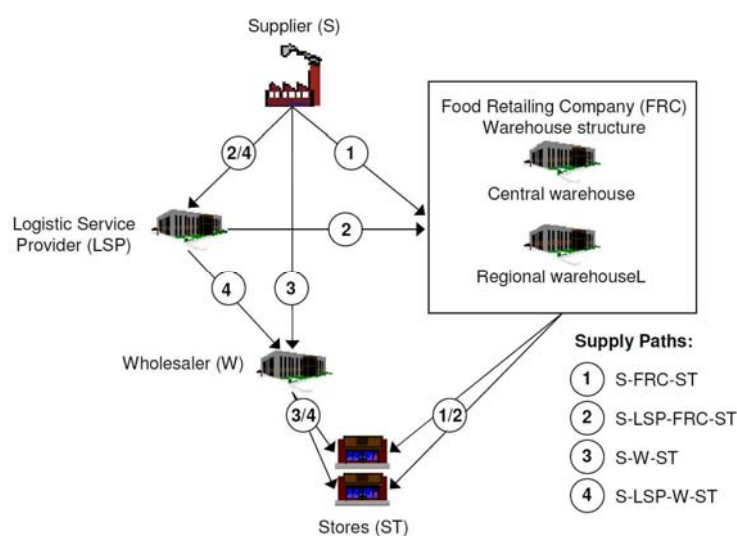 Supplier (S)
Food Retailing Company (FRC)
Warehouse structure
2/4
1
Central warehouse
Logistic Service
Provider (LSP)
2
Regional warehouseL
4
3
Wholesaler (W)
Supply Paths:
1 S-FRC-ST
3/4
1/2
2 S-LSP-FRC-ST
3 S-W-ST
4 S-LSP-W-ST
Stores (ST)